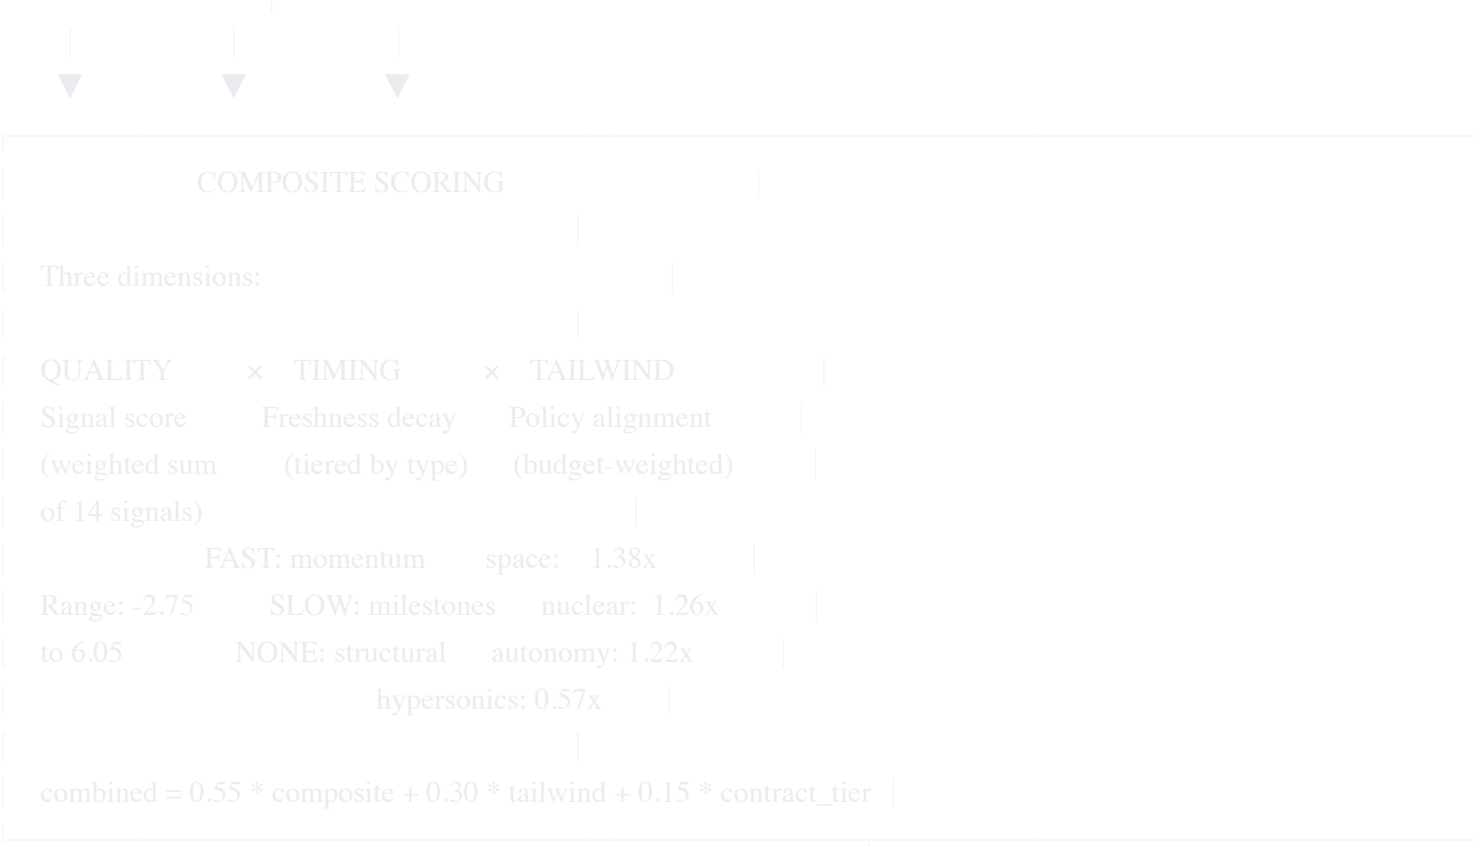 COMPOSITE SCORING
Three dimensions:
QUALITY × TIMING × TAILWIND
Signal score Freshness decay Policy alignment
(weighted sum (tiered by type) (budget-weighted)
of 14 signals)
FAST: momentum space: 1.38x
Range: -2.75 SLOW: milestones nuclear: 1.26x
to 6.05 NONE: structural autonomy: 1.22x
hypersonics: 0.57x
combined = 0.55 * composite + 0.30 * tailwind + 0.15 * contract_tier